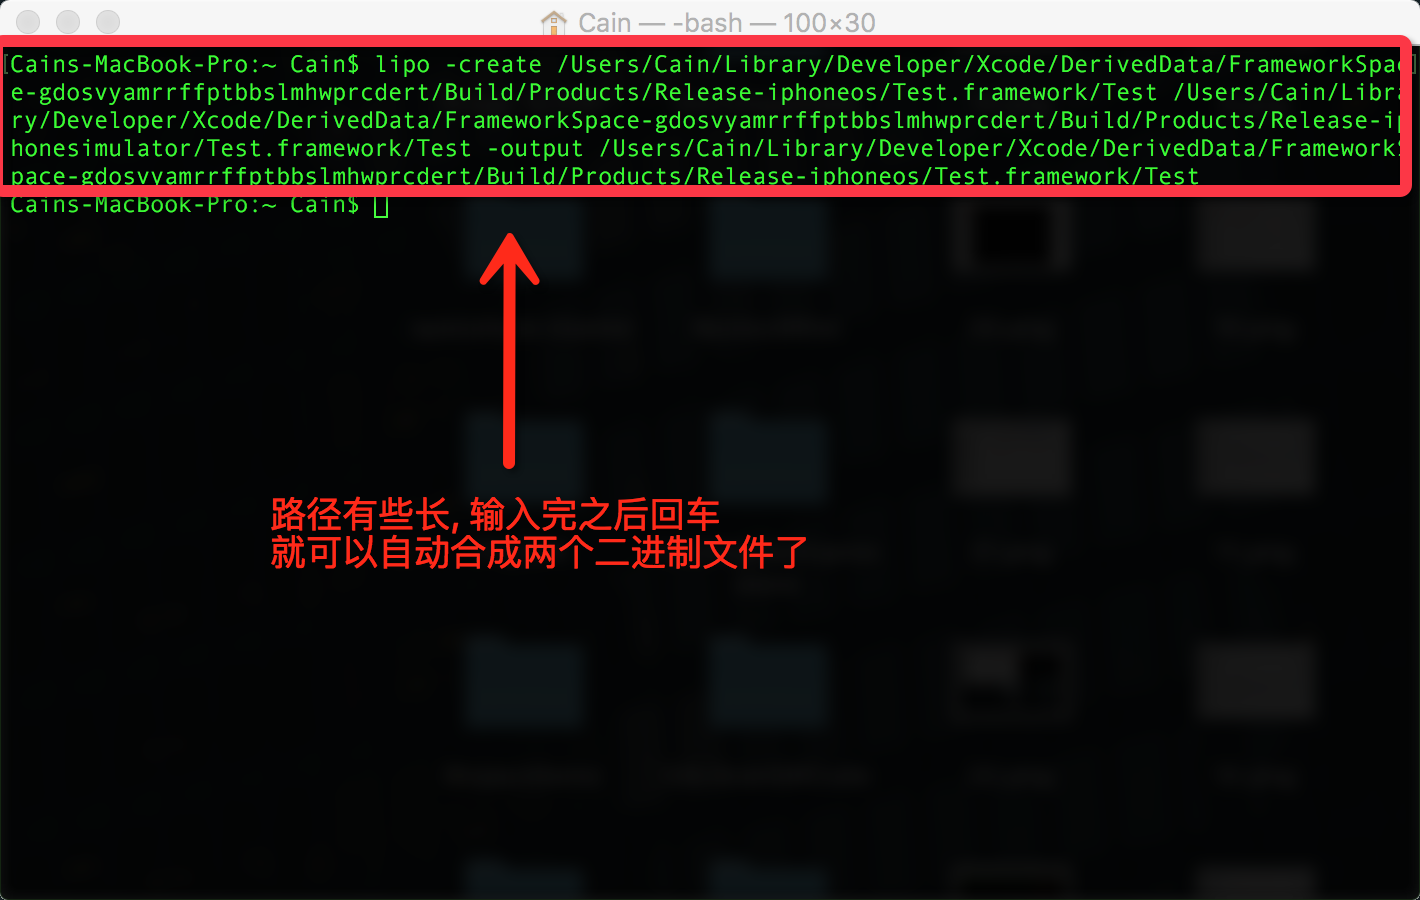 Cain — -bash — 100×30
Cains-MacBook-Pro:~ Cain$ lipo -create /Users/Cain/Library/Developer/Xcode/DerivedData/FrameworkSpac
e-gdosvyamrrffptbbslmhwprcdert/Build/Products/Release-iphoneos/Test.framework/Test /Users/Cain/Libra
ry/Developer/Xcode/DerivedData/FrameworkSpace-gdosvyamrrffptbbslmhwprcdert/Build/Products/Release-ip
honesimulator/Test.framework/Test -output /Users/Cain/Library/Developer/Xcode/DerivedData/FrameworkS
pace-gdosvyamrrffptbbslmhwprcdert/Build/Products/Release-iphoneos/Test.framework/Test
Cains-MacBook-Pro:~ Cain$
路径有些长, 输入完之后回车
就可以自动合成两个二进制文件了